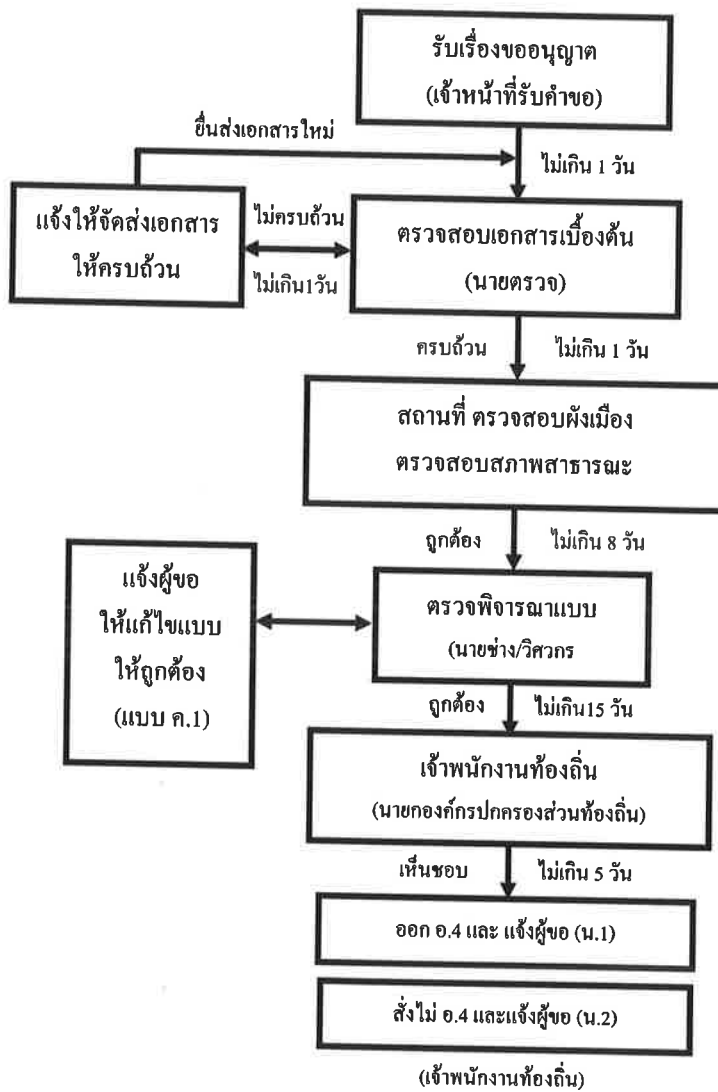 รับเรื่องขออนุญาต
(เจ้าหน้าที่รับคำขอ)
ยื่นส่งเอกสารใหม่
ไม่เกิน 1 วัน
แจ้งให้จัดส่งเอกสาร
ให้ครบถ้วน
ไม่ครบถ้วน
ไม่เกิน1วัน
ตรวจสอบเอกสารเบื้องต้น
(นายตรวจ)
ครบถ้วน
ไม่เกิน 1 วัน
สถานที่ ตรวจสอบผังเมือง
ตรวจสอบสภาพสาธารณะ
ถูกต้อง
ไม่เกิน 8 วัน
แจ้งผู้ขอ
ให้แก้ไขแบบ
ให้ถูกต้อง
(แบบ ค.1)
ตรวจพิจารณาแบบ
(นายช่าง/วิศวกร
ถูกต้อง
ไม่เกิน15 วัน
เจ้าพนักงานท้องถิ่น
(นายกองค์กรปกครองส่วนท้องถิ่น)
เห็นชอบ
ไม่เกิน 5 วัน
ออก อ.4 และ แจ้งผู้ขอ (น.1)
สั่งไม่ อ.4 และแจ้งผู้ขอ (น.2)
(เจ้าพนักงานท้องถิ่น)